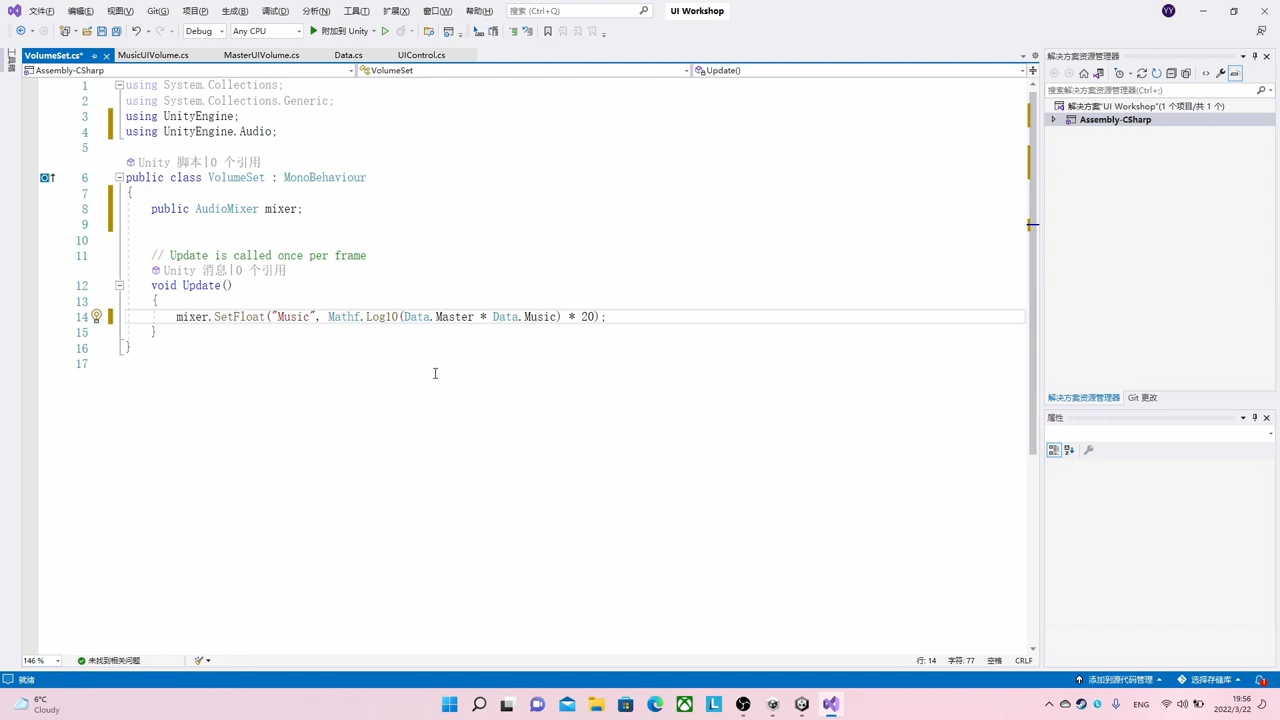 文件(F) 编辑(E) 视图(V) Git(G) 项目(P) 生成(B) 调试(D) 分析(N) 工具(T) 扩展(X) 窗口(W) 帮助(H) 搜索 (Ctrl+Q) UI Workshop YY
Debug Any CPU 附加到 Unity
工具箱
VolumeSet.cs* MusicUIVolume.cs MasterUIVolume.cs Data.cs UIControl.cs
Assembly-CSharp VolumeSet Update()
1 using System.Collections;
2 using System.Collections.Generic;
3 using UnityEngine;
4 using UnityEngine.Audio;
5
Unity 脚本|0 个引用
6 public class VolumeSet : MonoBehaviour
7 {
8 public AudioMixer mixer;
9
10
11 // Update is called once per frame
Unity 消息|0 个引用
12 void Update()
13 {
14 mixer.SetFloat("Music", Mathf.Log10(Data.Master * Data.Music) * 20);
15 }
16 }
17
146 % 未找到相关问题 行: 14 字符: 77 空格 CRLF
解决方案资源管理器
搜索解决方案资源管理器(Ctrl+;)
解决方案"UI Workshop"(1 个项目/共 1 个)
Assembly-CSharp
解决方案资源管理器 Git 更改
属性
就绪 添加到源代码管理 选择存储库
6°C
Cloudy
ENG
19:56
2022/3/22